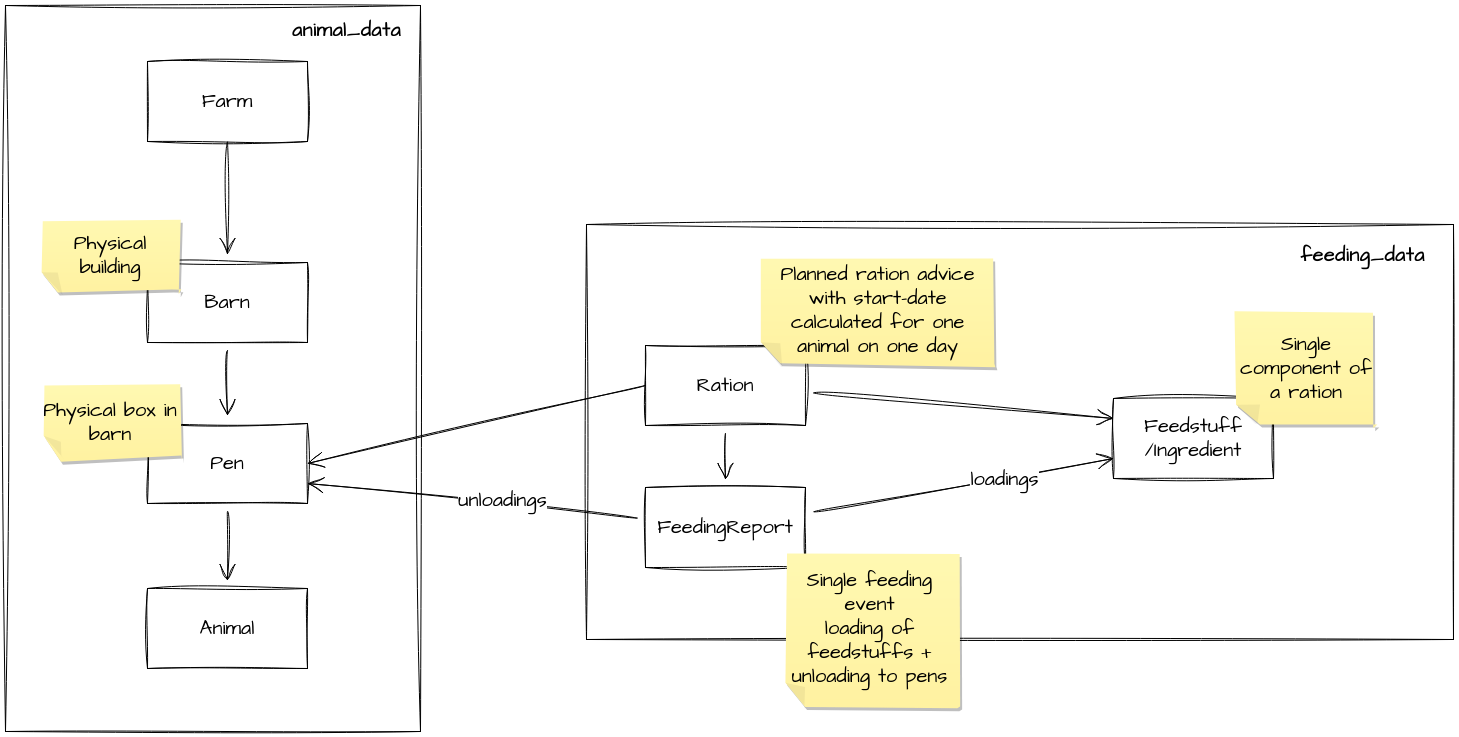 animal_data
Farm
Physical
building
Barn
Physical box in
barn
Pen
Animal
unloadings
feeding_data
Planned ration advice
with start-date
calculated for one
animal on one day
Ration
Single
component of
a ration
Feedstuff
/Ingredient
loadings
FeedingReport
Single feeding
event
loading of
feedstuffs +
unloading to pens